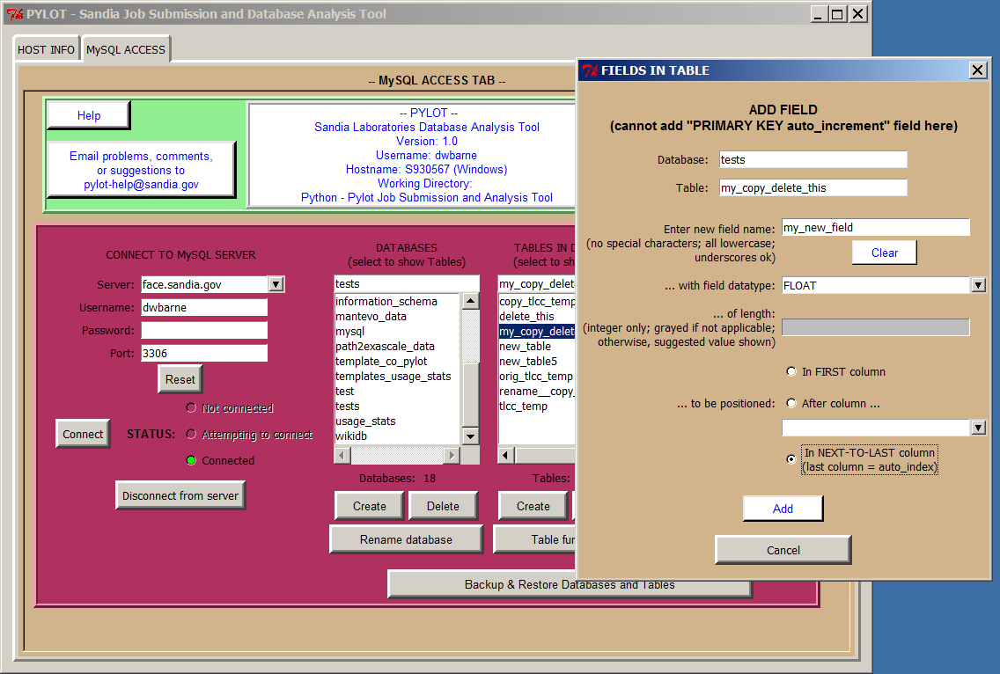 PYLOT - Sandia Job Submission and Database Analysis Tool
HOST INFO
MySQL ACCESS
-- MySQL ACCESS TAB --
Help
Email problems, comments,
or suggestions to
pylot-help@sandia.gov
-- PYLOT --
Sandia Laboratories Database Analysis Tool
Version: 1.0
Username: dwbarne
Hostname: S930567 (Windows)
Working Directory:
Python - Pylot Job Submission and Analysis Tool
CONNECT TO MySQL SERVER
Server: face.sandia.gov
Username: dwbarne
Password:
Port: 3306
Reset
Not connected
Connect
STATUS:
Attempting to connect
Connected
Disconnect from server
DATABASES
(select to show Tables)
tests
information_schema
mantevo_data
mysql
path2exascale_data
template_co_pylot
templates_usage_stats
test
tests
usage_stats
wikidb
Databases: 18
Create
Delete
Rename database
TABLES IN D
(select to sh
my_copy_delet
copy_tlcc_temp
delete_this
my_copy_delet
new_table
new_table5
orig_tlcc_temp
rename__copy_
tlcc_temp
Tables:
Create
Table fur
Backup & Restore Databases and Tables
FIELDS IN TABLE
ADD FIELD
(cannot add "PRIMARY KEY auto_increment" field here)
Database: tests
Table: my_copy_delete_this
Enter new field name: my_new_field
(no special characters; all lowercase;
underscores ok)
Clear
... with field datatype: FLOAT
... of length:
(integer only; grayed if not applicable;
otherwise, suggested value shown)
In FIRST column
... to be positioned:
After column ...
In NEXT-TO-LAST column
(last column = auto_index)
Add
Cancel